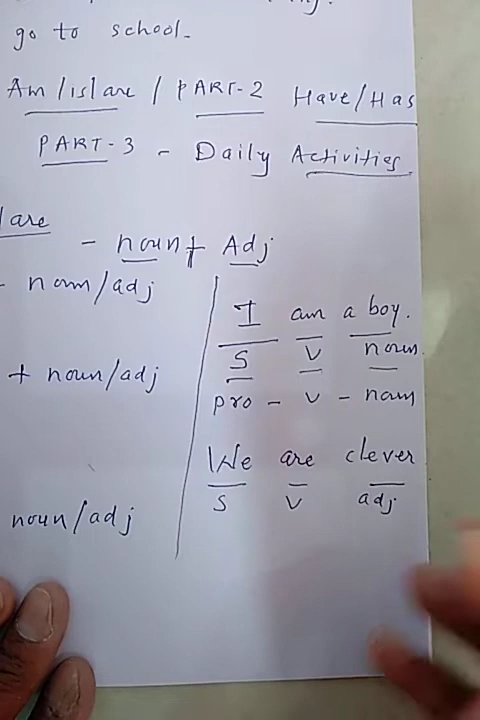 go to school.
Am/is/are / PART-2 Have/Has
PART-3 - Daily Activities
/are
- noun + Adj
- noun/adj
I am a boy.
S V noun
+ noun/adj
pro - v - noun
We are clever
S V adj
noun/adj